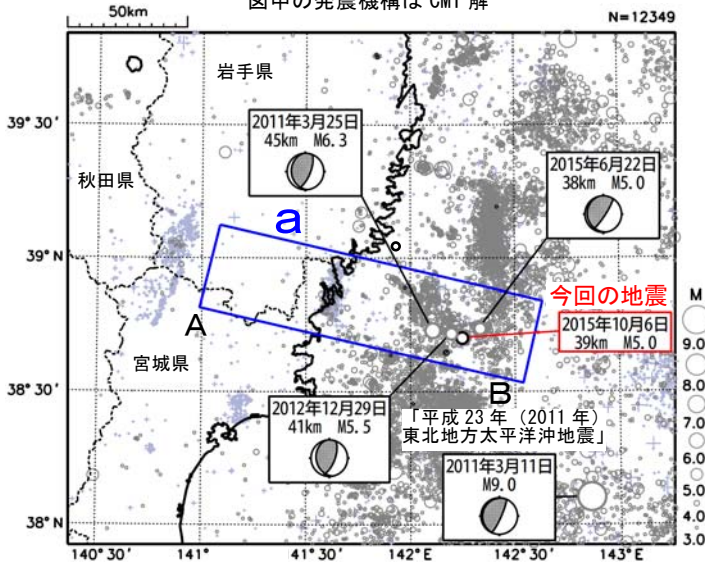 図中の発震機構は CMT 解
50km
N=12349
岩手県
39°30′
2011年3月25日
45km M6.3
2015年6月22日
38km M5.0
秋田県
a
39°N
今回の地震
M
A
2015年10月6日
39km M5.0
9.0
宮城県
38°30′
B
8.0
2012年12月29日
41km M5.5
「平成 23 年（2011 年）
東北地方太平洋沖地震」
7.0
6.0
2011年3月11日
M9.0
5.0
4.0
38°N
3.0
140°30′
141°
141°30′
142°
142°30′
143°E